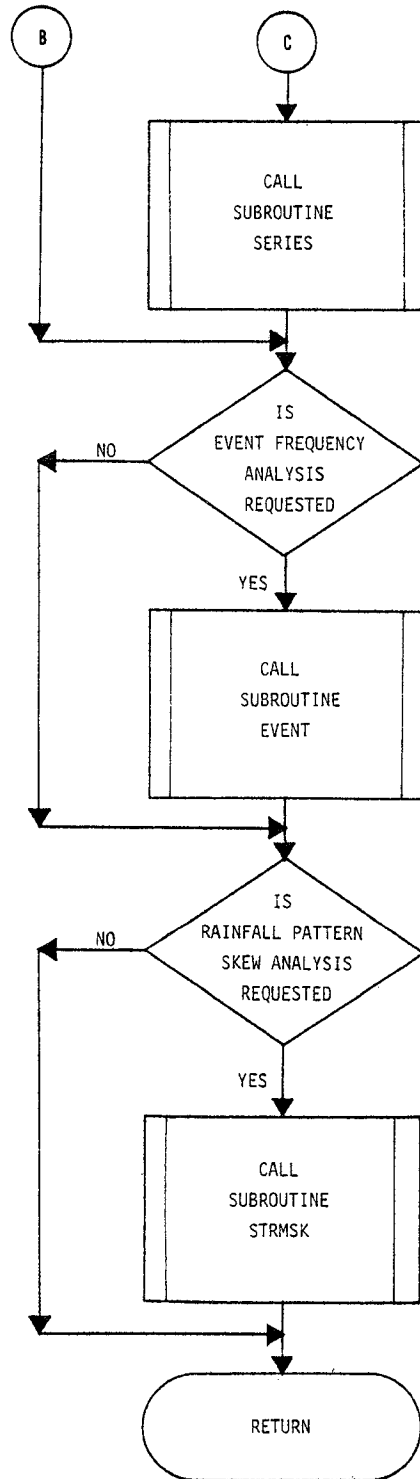 B
C
CALL
SUBROUTINE
SERIES
IS
EVENT FREQUENCY
ANALYSIS
REQUESTED
NO
YES
CALL
SUBROUTINE
EVENT
IS
RAINFALL PATTERN
SKEW ANALYSIS
REQUESTED
NO
YES
CALL
SUBROUTINE
STRMSK
RETURN